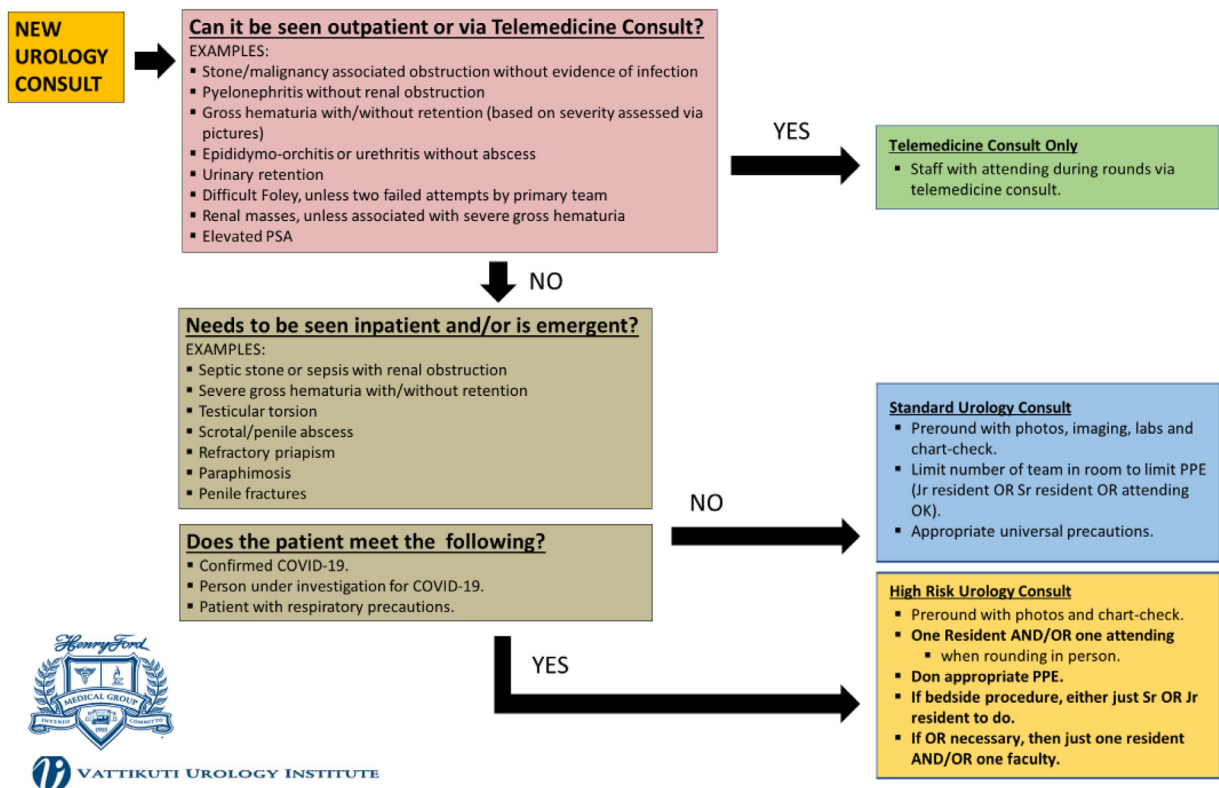 NEW
UROLOGY
CONSULT
Can it be seen outpatient or via Telemedicine Consult?
EXAMPLES:
▪ Stone/malignancy associated obstruction without evidence of infection
▪ Pyelonephritis without renal obstruction
▪ Gross hematuria with/without retention (based on severity assessed via
pictures)
▪ Epididymo-orchitis or urethritis without abscess
▪ Urinary retention
▪ Difficult Foley, unless two failed attempts by primary team
▪ Renal masses, unless associated with severe gross hematuria
▪ Elevated PSA
YES
Telemedicine Consult Only
▪ Staff with attending during rounds via
telemedicine consult.
NO
Needs to be seen inpatient and/or is emergent?
EXAMPLES:
▪ Septic stone or sepsis with renal obstruction
▪ Severe gross hematuria with/without retention
▪ Testicular torsion
▪ Scrotal/penile abscess
▪ Refractory priapism
▪ Paraphimosis
▪ Penile fractures
Does the patient meet the following?
▪ Confirmed COVID-19.
▪ Person under investigation for COVID-19.
▪ Patient with respiratory precautions.
NO
Standard Urology Consult
▪ Preround with photos, imaging, labs and
chart-check.
▪ Limit number of team in room to limit PPE
(Jr resident OR Sr resident OR attending
OK).
▪ Appropriate universal precautions.
YES
High Risk Urology Consult
▪ Preround with photos and chart-check.
▪ One Resident AND/OR one attending
▪ when rounding in person.
▪ Don appropriate PPE.
▪ If bedside procedure, either just Sr OR Jr
resident to do.
▪ If OR necessary, then just one resident
AND/OR one faculty.
Henry Ford
MEDICAL GROUP
INVENIO COMMITTO
1915
VATTIKUTI UROLOGY INSTITUTE